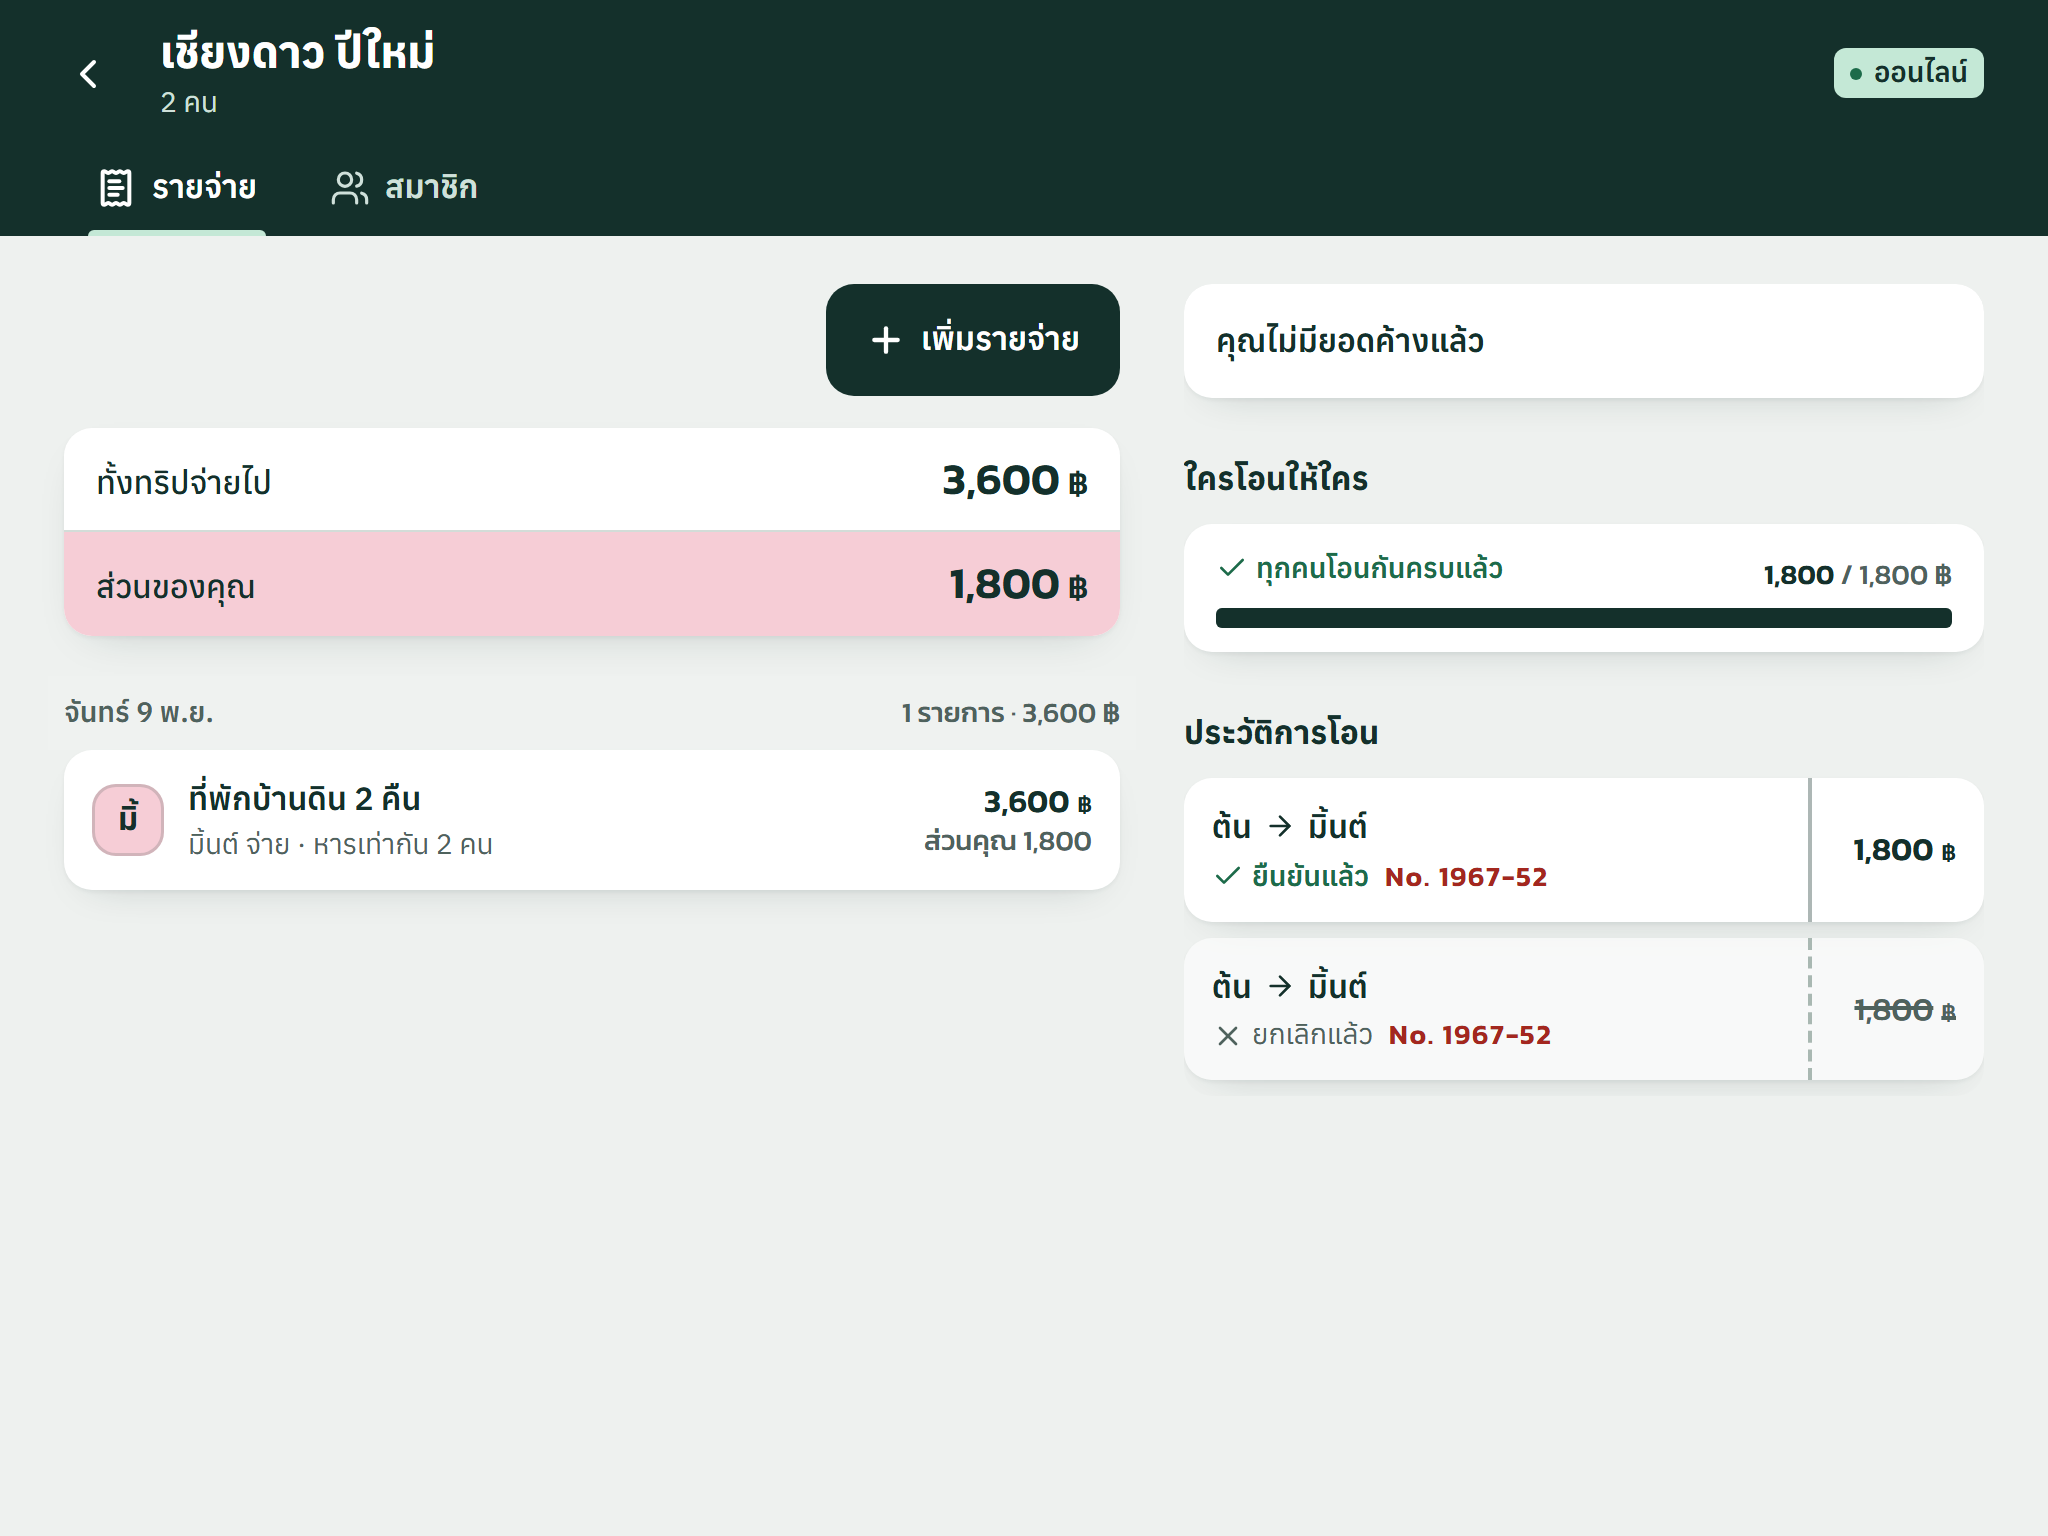 เชียงดาว ปีใหม่
2 คน
ออนไลน์
รายจ่าย
สมาชิก
เพิ่มรายจ่าย
ทั้งทริปจ่ายไป
3,600 ฿
ส่วนของคุณ
1,800 ฿
จันทร์ 9 พ.ย.
1 รายการ · 3,600 ฿
มิ้
ที่พักบ้านดิน 2 คืน
3,600 ฿
มิ้นต์ จ่าย · หารเท่ากัน 2 คน
ส่วนคุณ 1,800
คุณไม่มียอดค้างแล้ว
ใครโอนให้ใคร
ทุกคนโอนกันครบแล้ว
1,800 / 1,800 ฿
ประวัติการโอน
ต้น → มิ้นต์
1,800 ฿
ยืนยันแล้ว No. 1967-52
ต้น → มิ้นต์
1,800 ฿
ยกเลิกแล้ว No. 1967-52